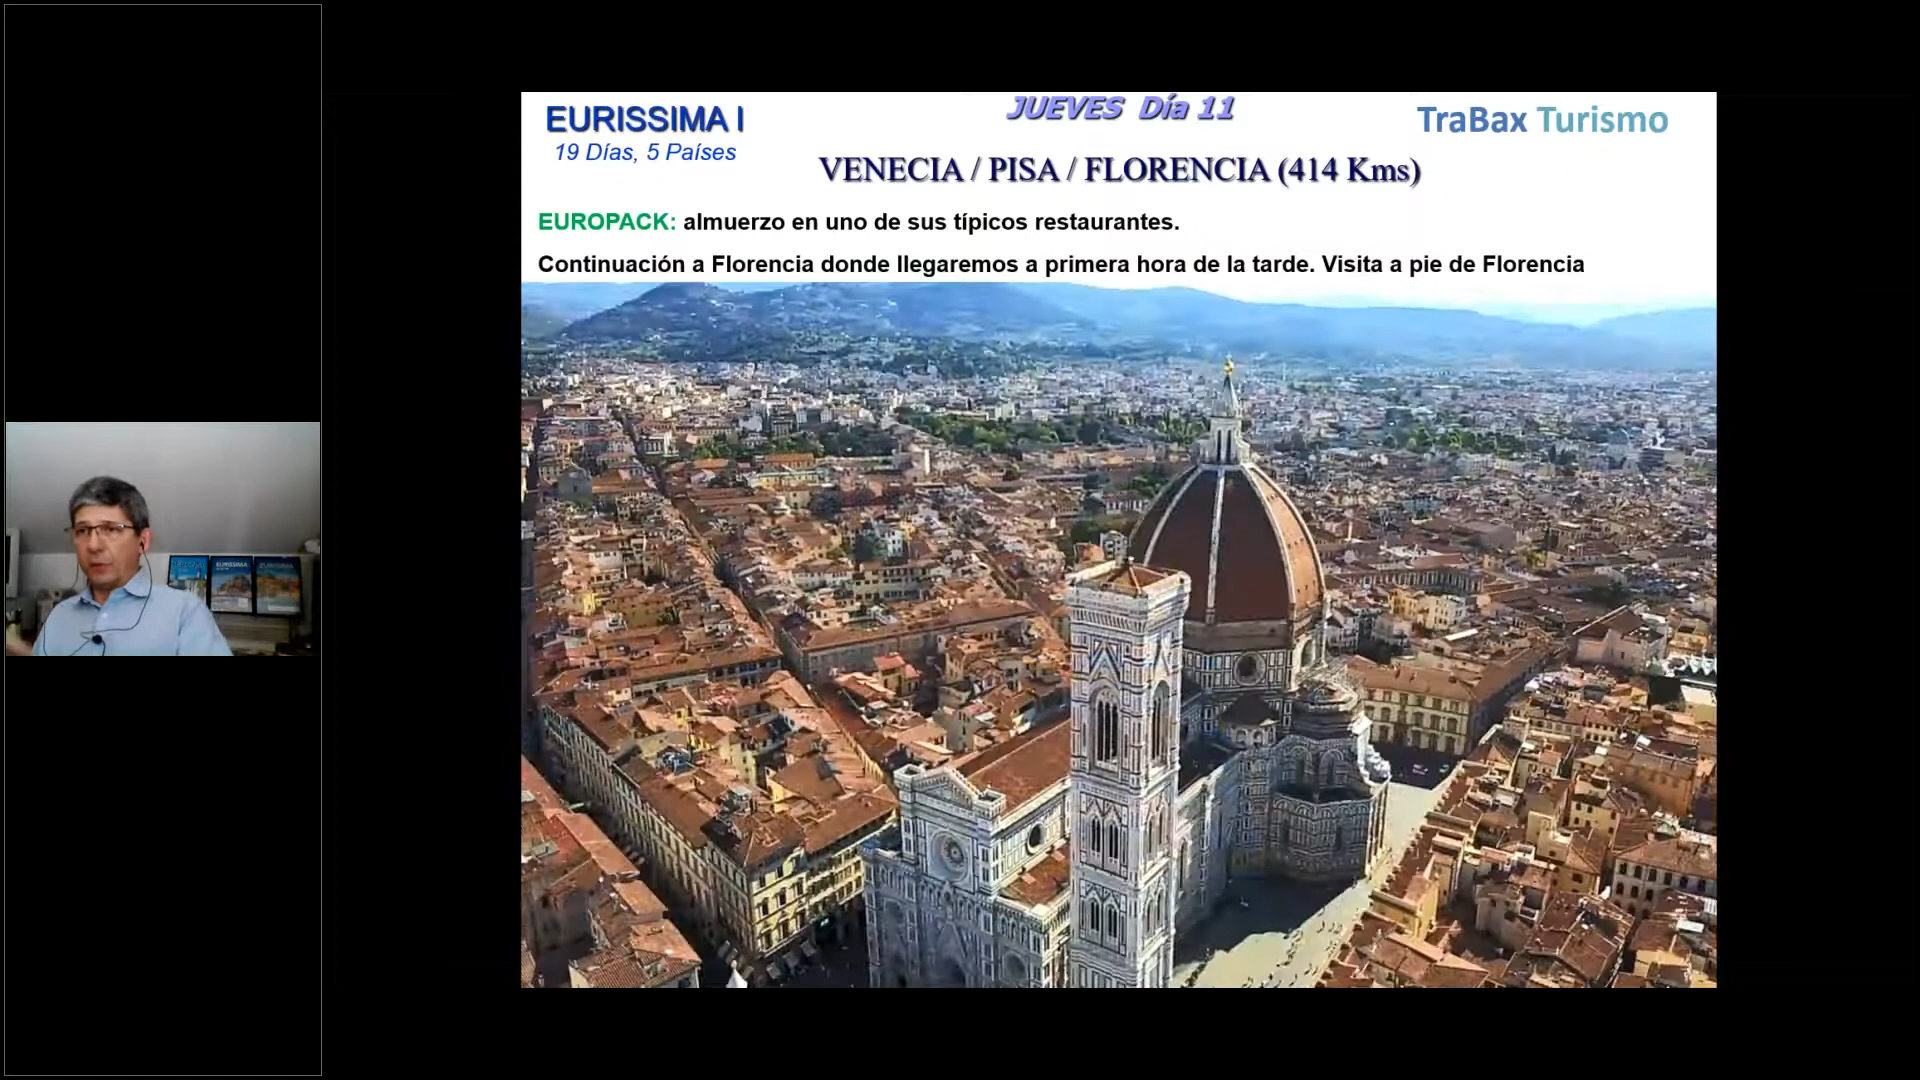 EURISSIMA I
19 Días, 5 Países
JUEVES Día 11
TraBax Turismo
VENECIA / PISA / FLORENCIA (414 Kms)
EUROPACK: almuerzo en uno de sus típicos restaurantes.
Continuación a Florencia donde llegaremos a primera hora de la tarde. Visita a pie de Florencia
EURISSIMA